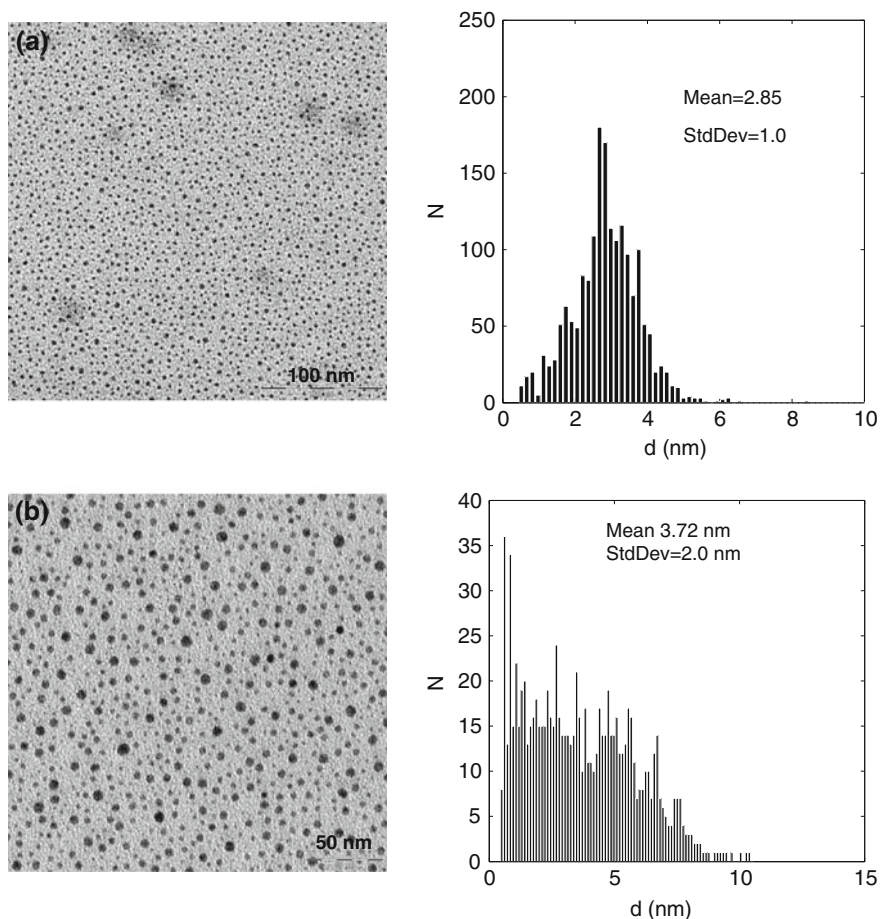 (a)
100 nm
250
200
150
100
50
0
N
Mean=2.85
StdDev=1.0
0 2 4 6 8 10
d (nm)
(b)
50 nm
40
35
30
25
20
15
10
5
0
N
Mean 3.72 nm
StdDev=2.0 nm
0 5 10 15
d (nm)